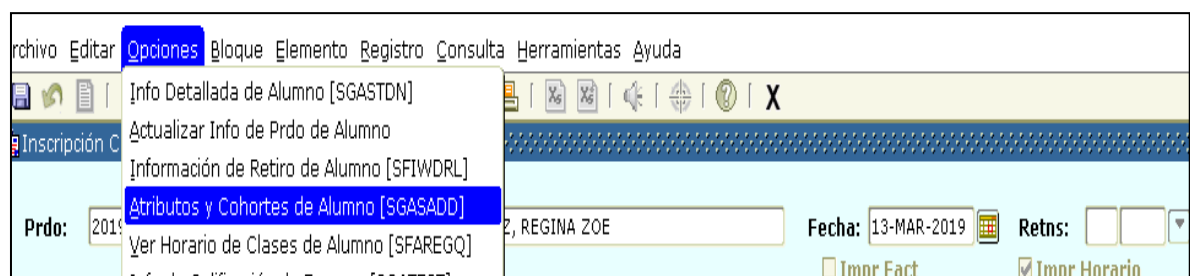 rchivo Editar Opciones Bloque Elemento Registro Consulta Herramientas Ayuda
Info Detallada de Alumno [SGASTDN]
Actualizar Info de Prdo de Alumno
Inscripción C
Información de Retiro de Alumno [SFIWDRL]
Atributos y Cohortes de Alumno [SGASADD]
Prdo: 2019 Z, REGINA ZOE Fecha: 13-MAR-2019 Retns:
Ver Horario de Clases de Alumno [SFAREGQ]
Impr Fact Impr Horario